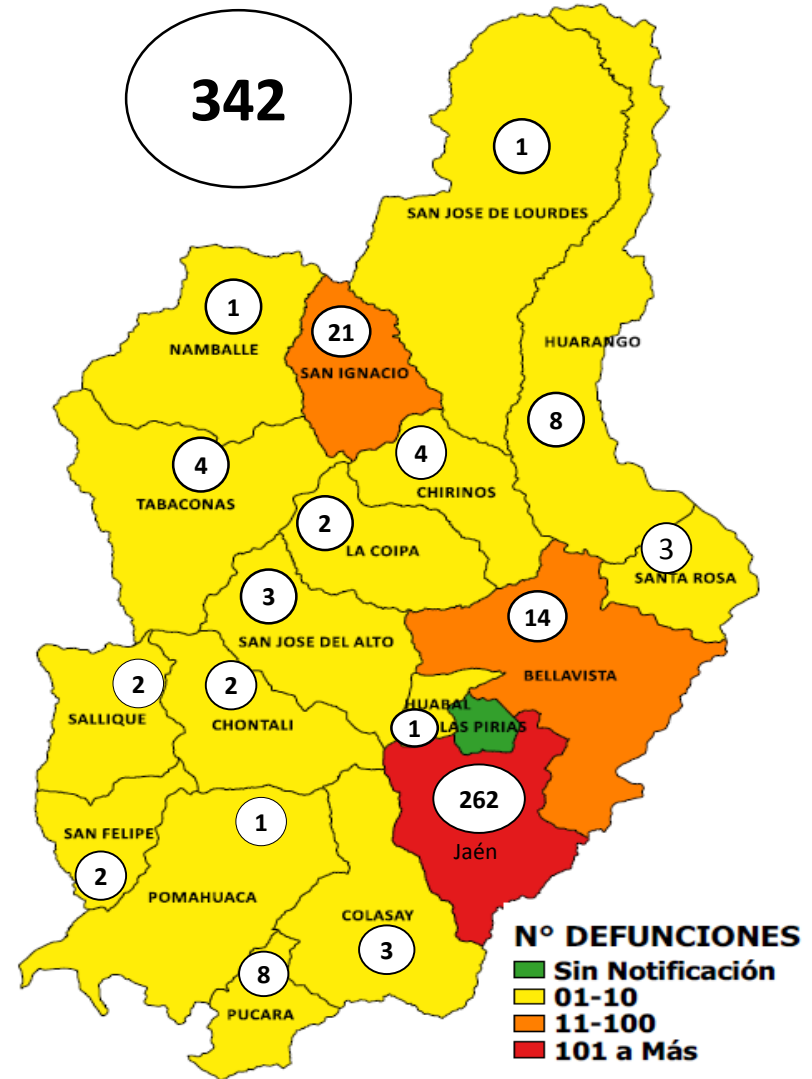 342
1
SAN JOSE DE LOURDES
1
NAMBALLE
21
SAN IGNACIO
HUARANGO
8
4
TABACONAS
4
CHIRINOS
2
LA COIPA
3
SANTA ROSA
3
SAN JOSE DEL ALTO
14
BELLAVISTA
2
SALLIQUE
2
CHONTALI
HUABAL
1
LAS PIRIAS
262
Jaén
SAN FELIPE
2
1
POMAHUACA
COLASAY
3
8
PUCARA
N° DEFUNCIONES
Sin Notificación
01-10
11-100
101 a Más